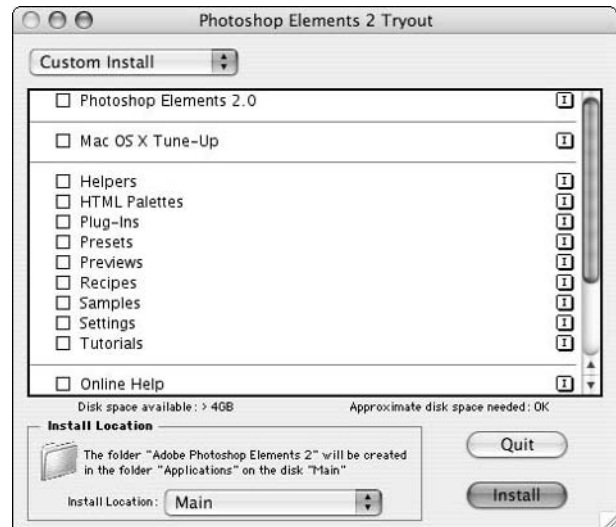 Photoshop Elements 2 Tryout
Custom Install
Photoshop Elements 2.0
Mac OS X Tune-Up
Helpers
HTML Palettes
Plug-Ins
Presets
Previews
Recipes
Samples
Settings
Tutorials
Online Help
Disk space available: > 4GB Approximate disk space needed: 0K
Install Location
The folder "Adobe Photoshop Elements 2" will be created
in the folder "Applications" on the disk "Main"
Install Location: Main
Quit
Install